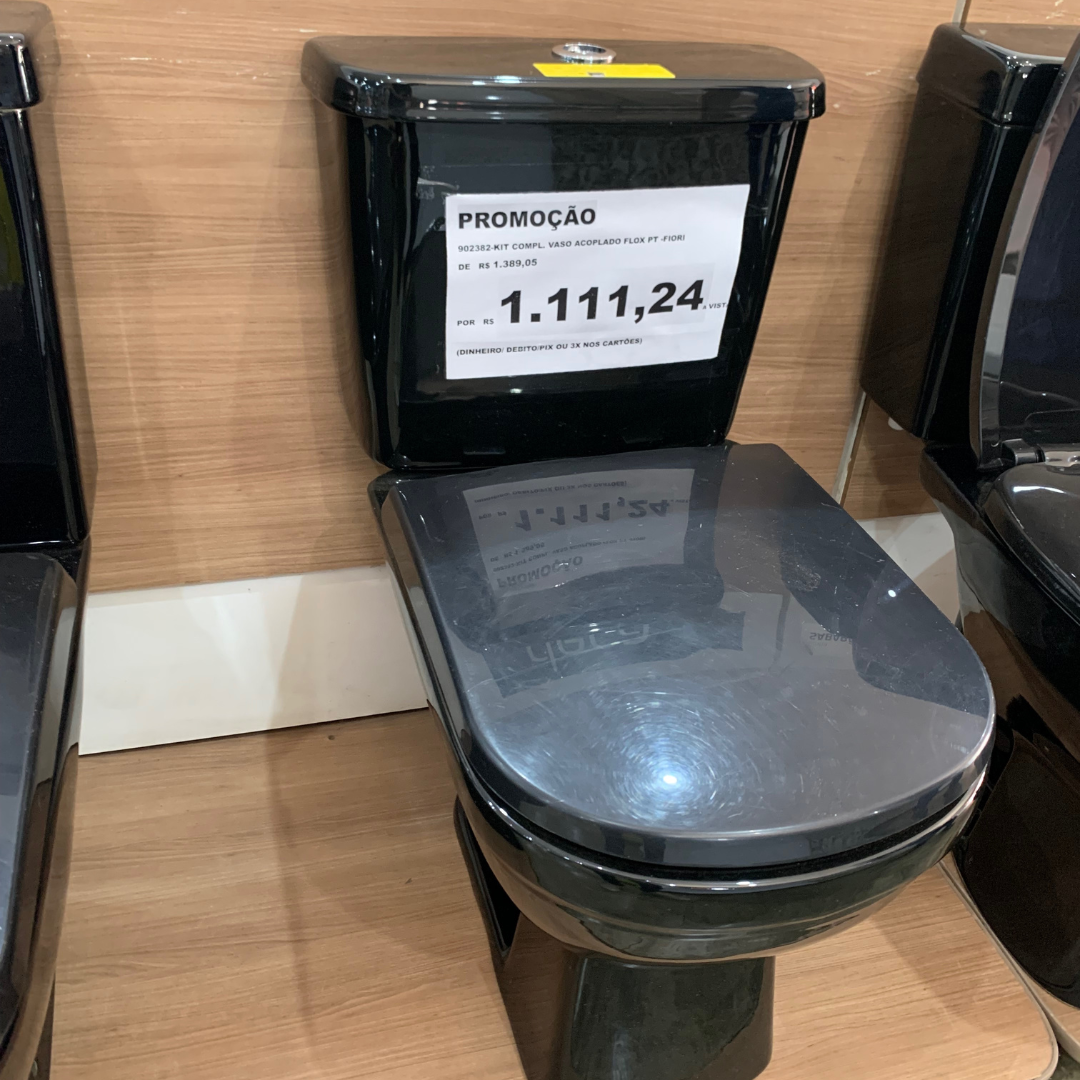 PROMOÇÃO
902382-KIT COMPL. VASO ACOPLADO FLOX PT -FIORI
DE R$ 1.389,05
POR R$ 1.111,24 a VIST
(DINHEIRO/ DEBITO/PIX OU 3X NOS CARTÕES)